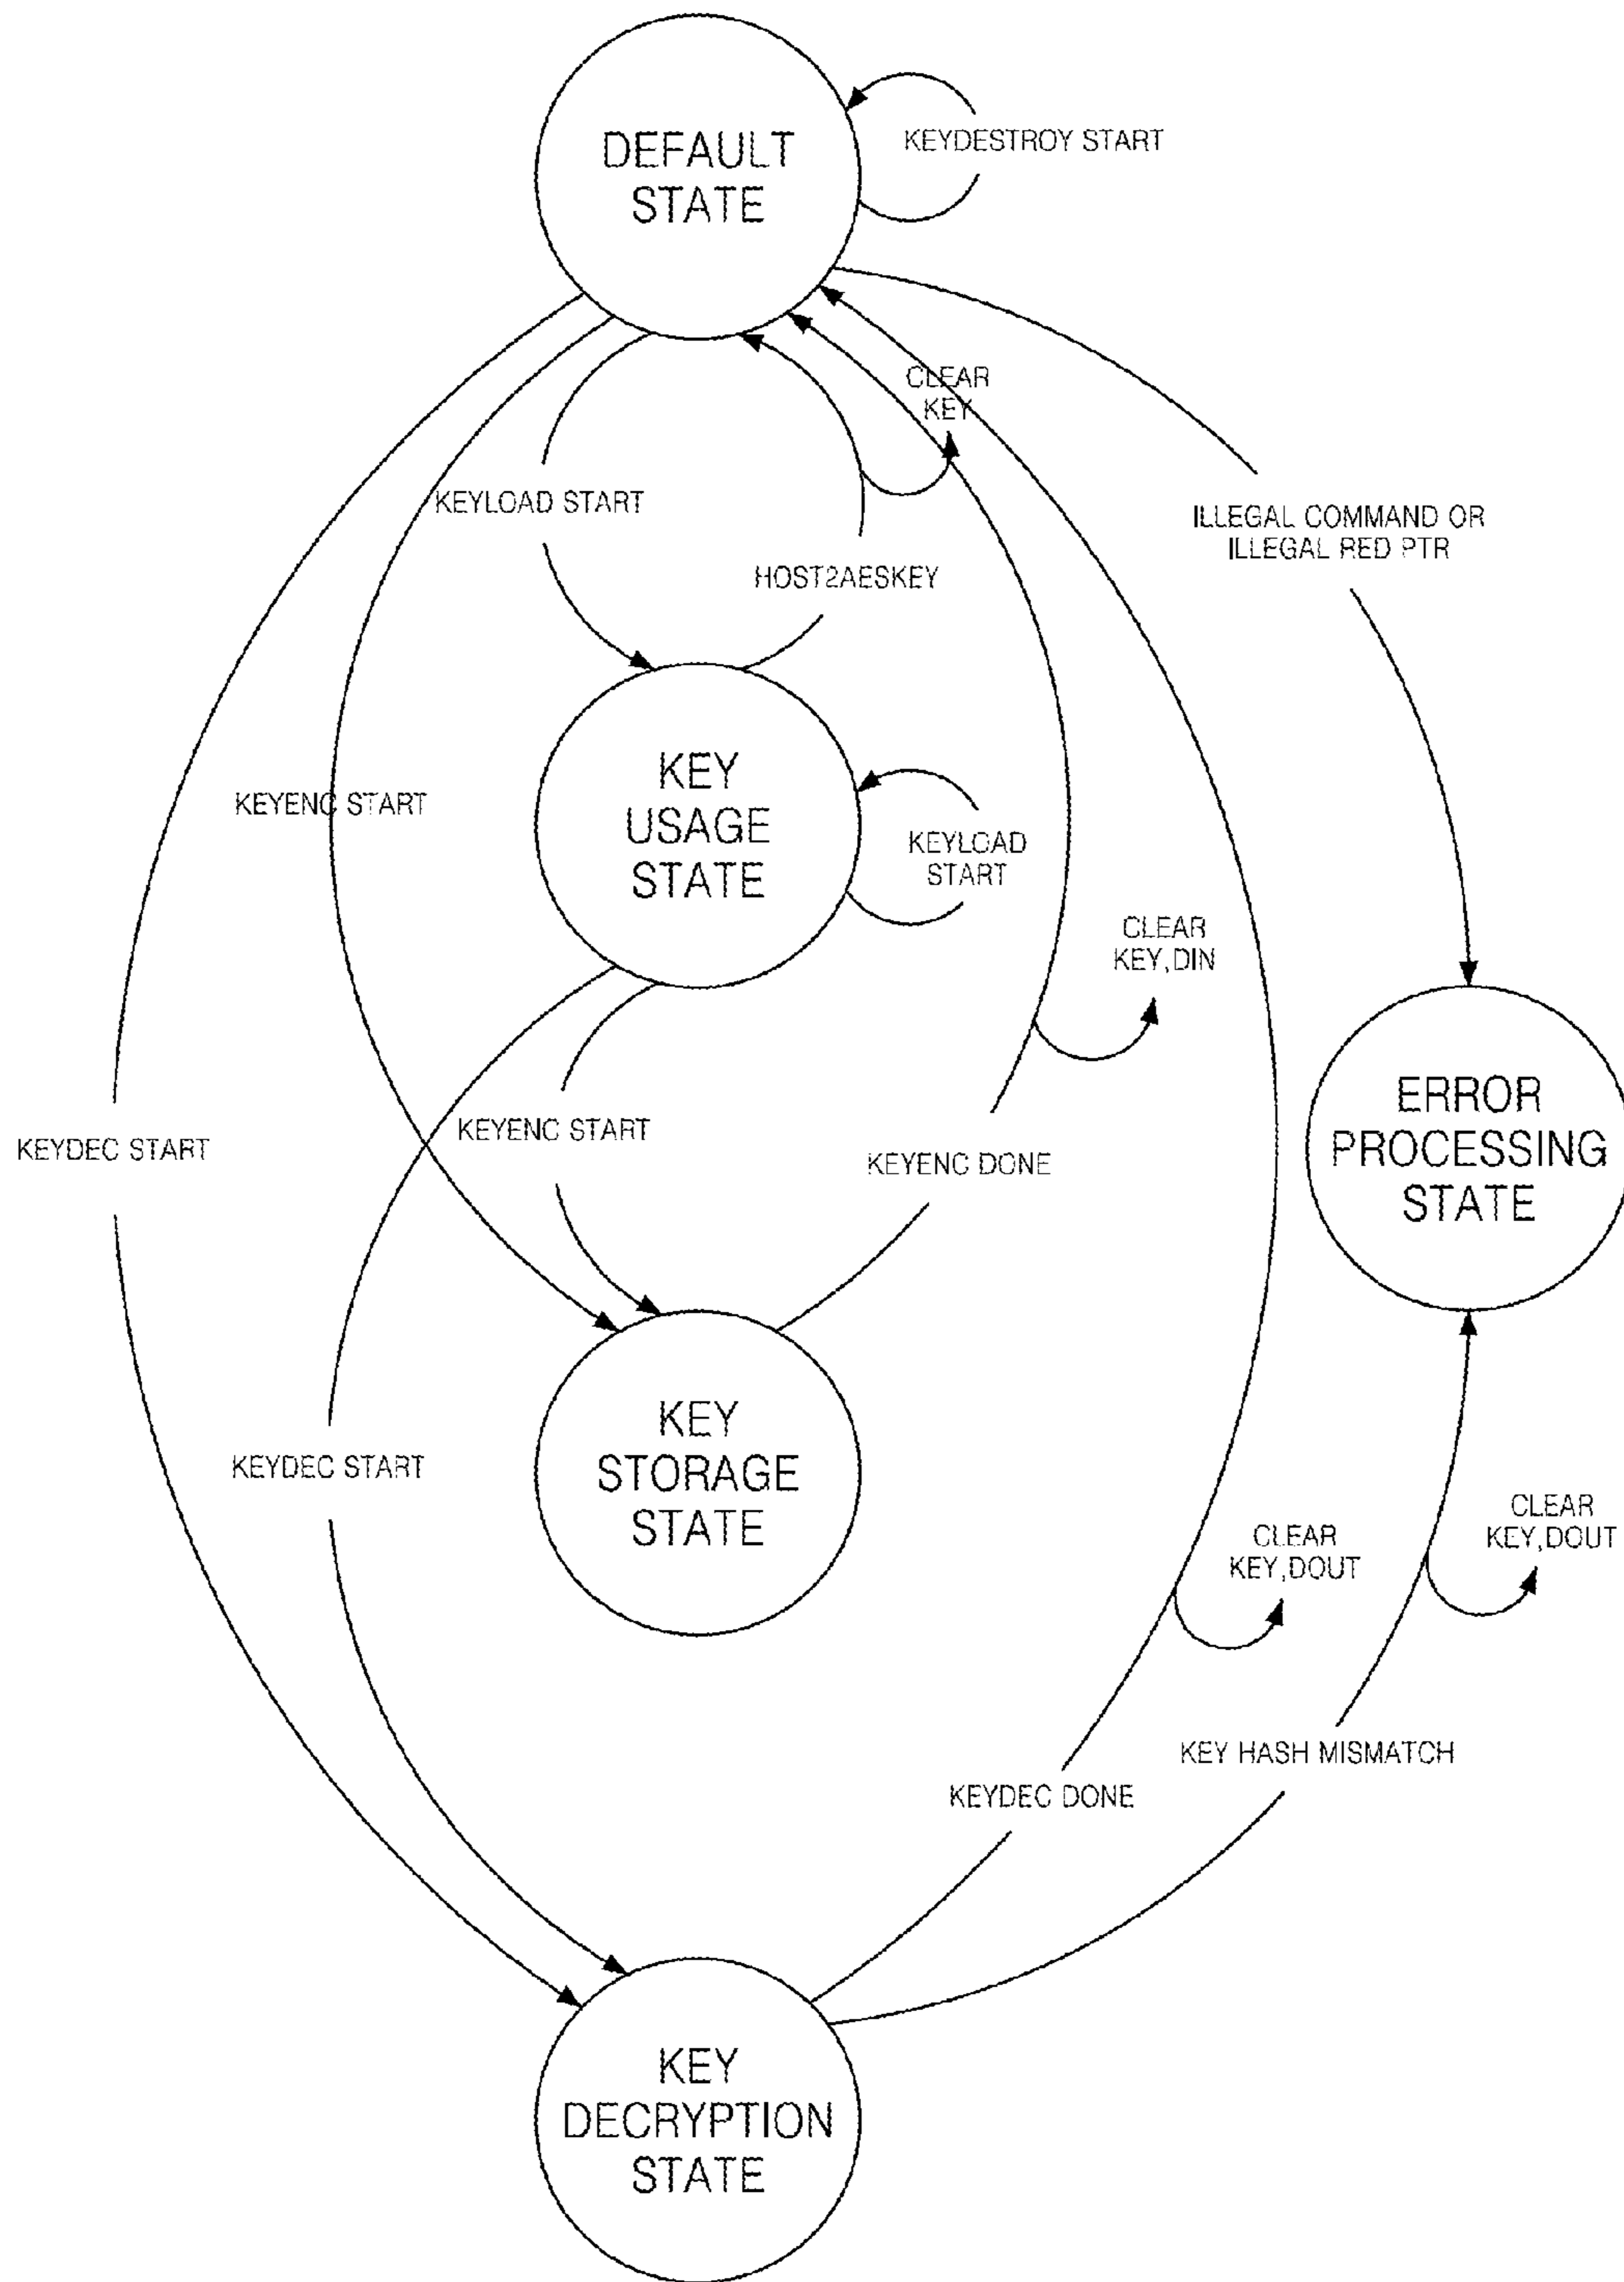 DEFAULT
STATE
KEYDESTROY START
CLEAR
KEY
KEYLOAD START
ILLEGAL COMMAND OR
ILLEGAL RED PTR
HOST2AESKEY
KEY
USAGE
STATE
KEYENC START
KEYLOAD
START
CLEAR
KEY,DIN
ERROR
PROCESSING
STATE
KEYDEC START
KEYENC START
KEYENC DONE
KEY
STORAGE
STATE
KEYDEC START
CLEAR
KEY,DOUT
CLEAR
KEY,DOUT
KEY HASH MISMATCH
KEYDEC DONE
KEY
DECRYPTION
STATE